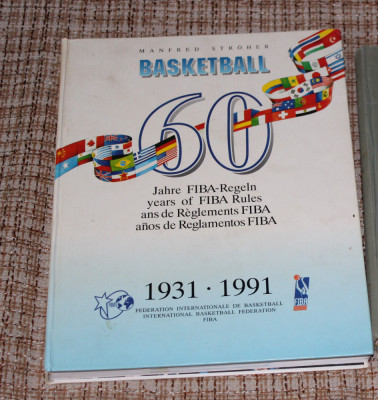 MANFRED STRÖHER
BASKETBALL
60
Jahre FIBA-Regeln
years of FIBA Rules
ans de Règlements FIBA
años de Reglamentos FIBA
1931 · 1991
FEDERATION INTERNATIONALE DE BASKETBALL
INTERNATIONAL BASKETBALL FEDERATION
FIBA
FIBA